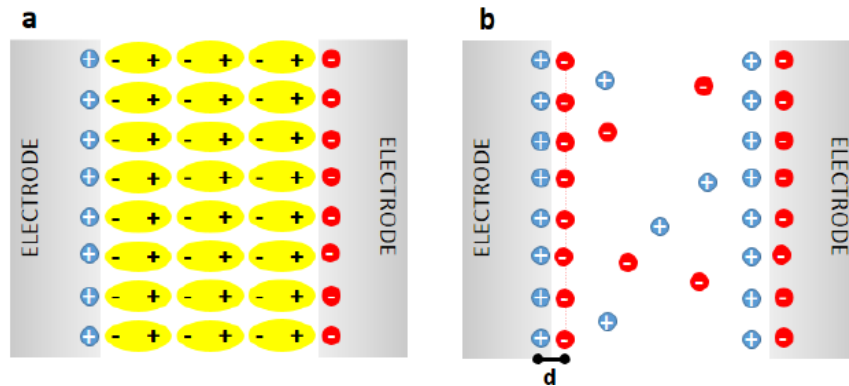 a
b
ELECTRODE
ELECTRODE
ELECTRODE
ELECTRODE
+ - + - + - + -
+ - + - + - + -
+ - + - + - + -
+ - + - + - + -
+ - + - + - + -
+ - + - + - + -
+ - + - + - + -
+ - + - + - + -
+ - + -
+ - + -
+ - + -
+ - + -
+ - + -
+ - + -
+ - + -
+ - + -
+
-
-
+
+
-
-
+
d